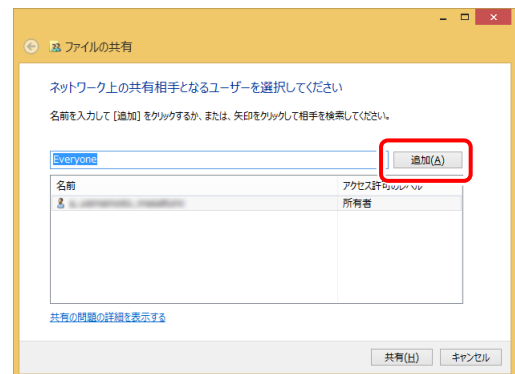 ファイルの共有
ネットワーク上の共有相手となるユーザーを選択してください
名前を入力して [追加] をクリックするか、または、矢印をクリックして相手を検索してください。
Everyone
追加(A)
名前 アクセス許可のレベル
所有者
共有の問題の詳細を表示する
共有(H) キャンセル